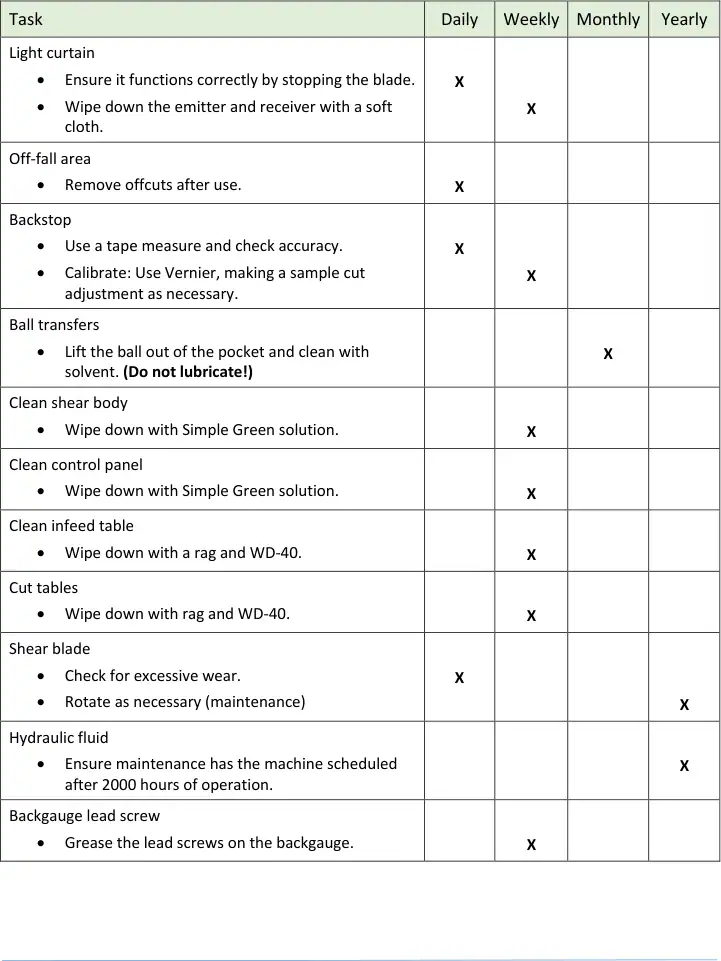 Task Daily Weekly Monthly Yearly
Light curtain
• Ensure it functions correctly by stopping the blade. X
• Wipe down the emitter and receiver with a soft X
cloth.
Off-fall area
• Remove offcuts after use. X
Backstop
• Use a tape measure and check accuracy. X
• Calibrate: Use Vernier, making a sample cut X
adjustment as necessary.
Ball transfers
• Lift the ball out of the pocket and clean with X
solvent. (Do not lubricate!)
Clean shear body
• Wipe down with Simple Green solution. X
Clean control panel
• Wipe down with Simple Green solution. X
Clean infeed table
• Wipe down with a rag and WD-40. X
Cut tables
• Wipe down with rag and WD-40. X
Shear blade
• Check for excessive wear. X
• Rotate as necessary (maintenance) X
Hydraulic fluid
• Ensure maintenance has the machine scheduled X
after 2000 hours of operation.
Backgauge lead screw
• Grease the lead screws on the backgauge. X